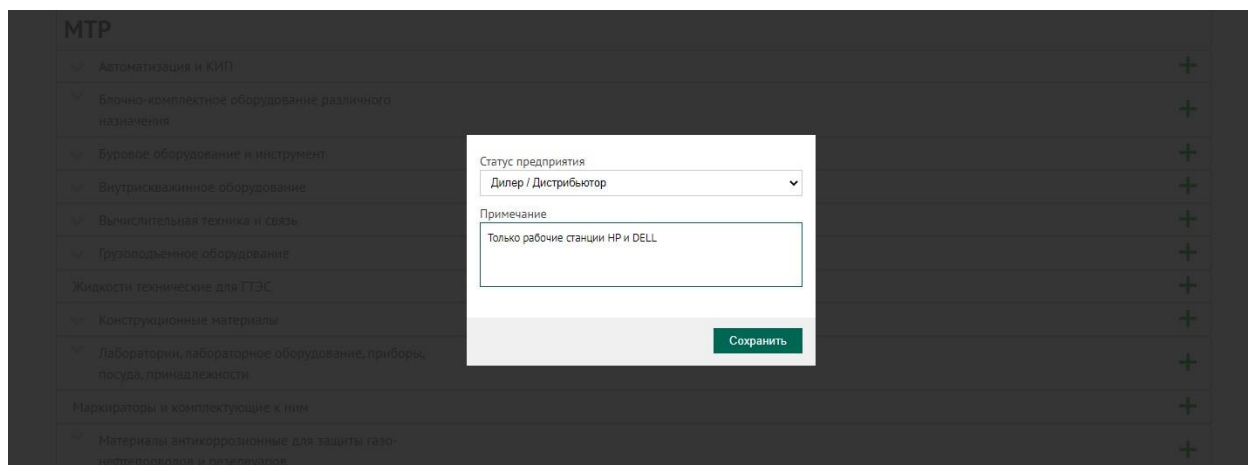 МТР
Автоматизация и КИП
Блочно-комплектное оборудование различного
назначения
Буровое оборудование и инструмент
Внутрискважинное оборудование
Вычислительная техника и связь
Грузоподъемное оборудование
Жидкости технические для ГТЭС
Конструкционные материалы
Лаборатории, лабораторное оборудование, приборы,
посуда, принадлежности
Маркираторы и комплектующие к ним
Материалы антикоррозионные для защиты газо-
нефтепроводов и резервуаров
Статус предприятия
Дилер / Дистрибьютор
Примечание
Только рабочие станции HP и DELL
Сохранить